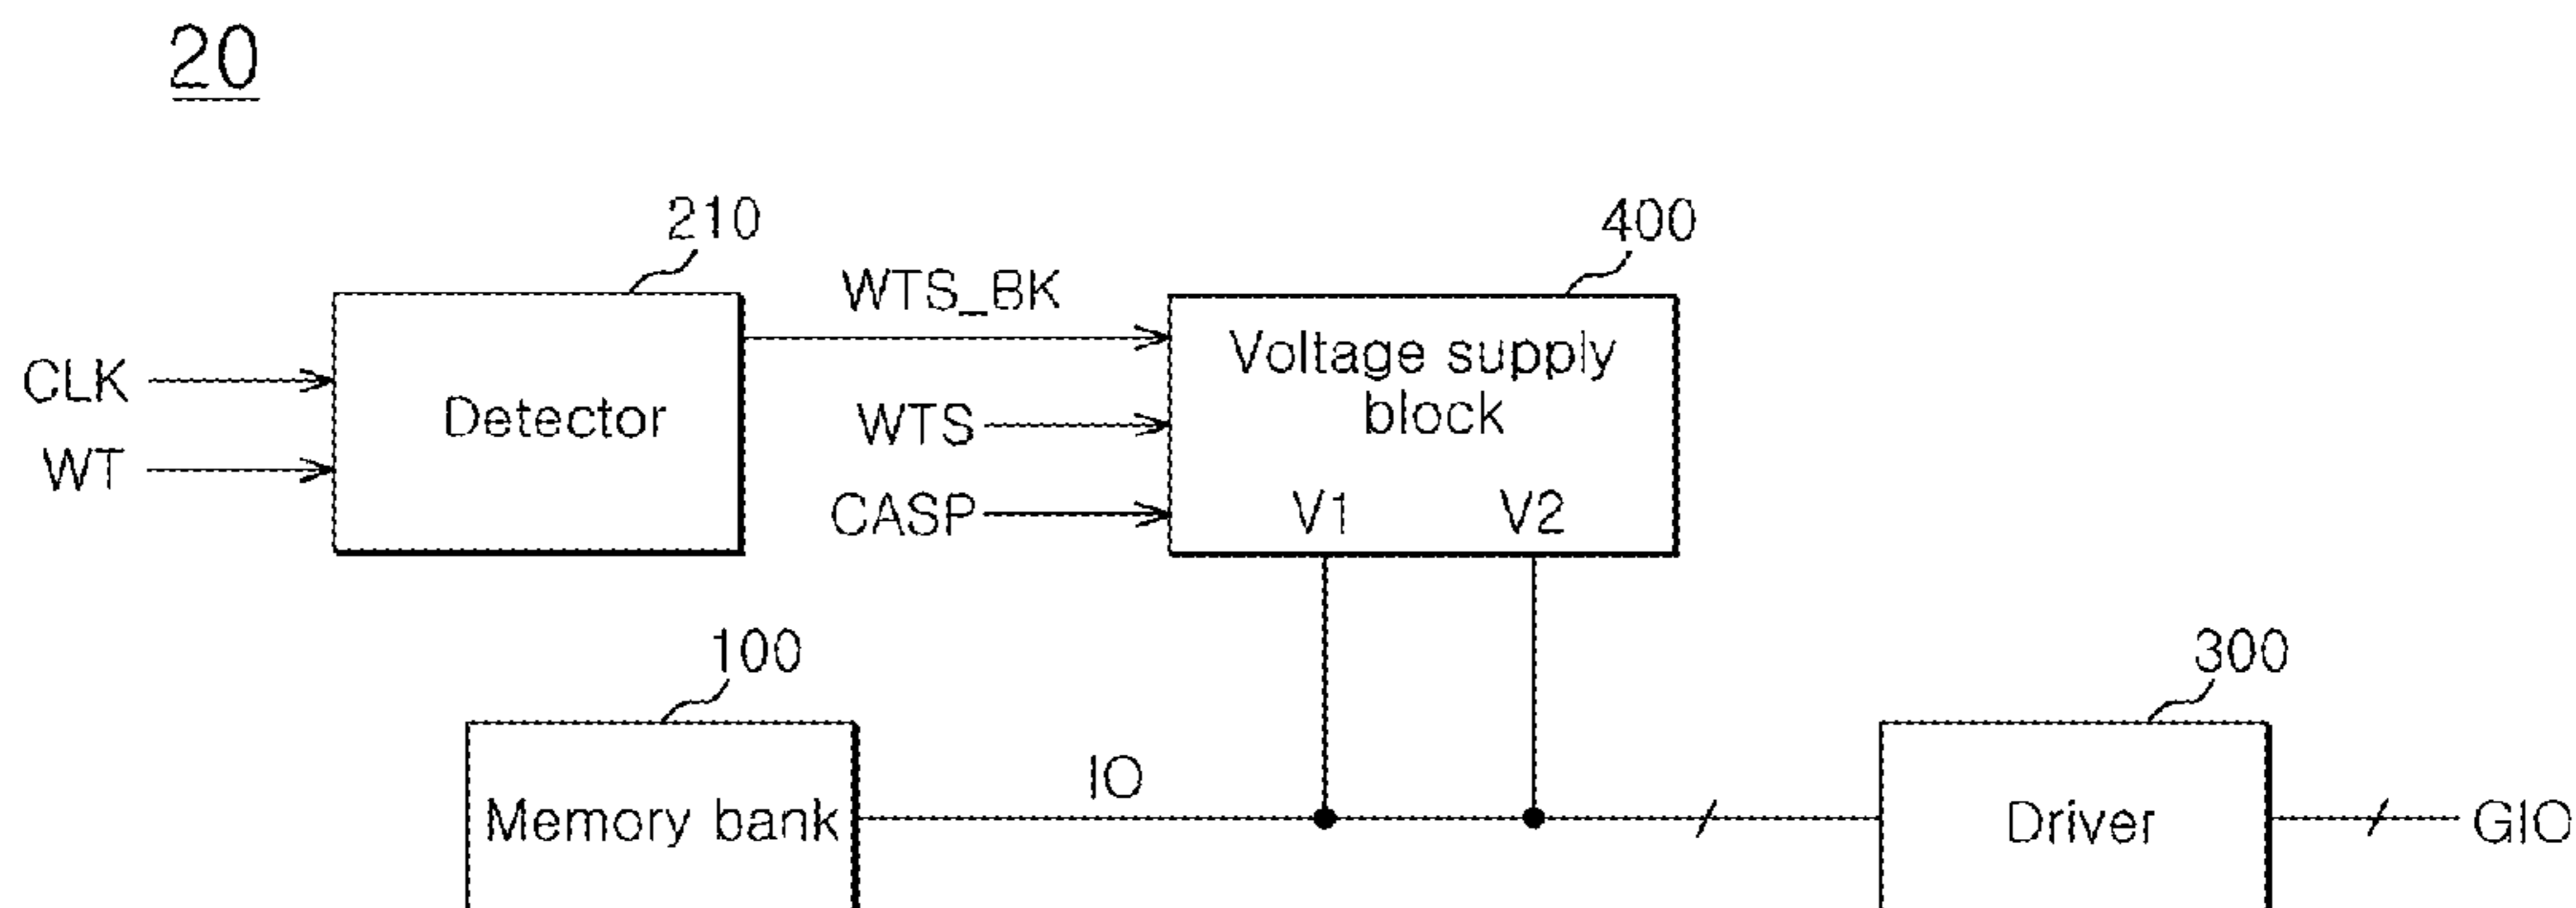 20
210
400
WTS_BK
Voltage supply
block
CLK
Detector
WTS
WT
CASP
V1
V2
100
300
IO
Memory bank
Driver
GIO